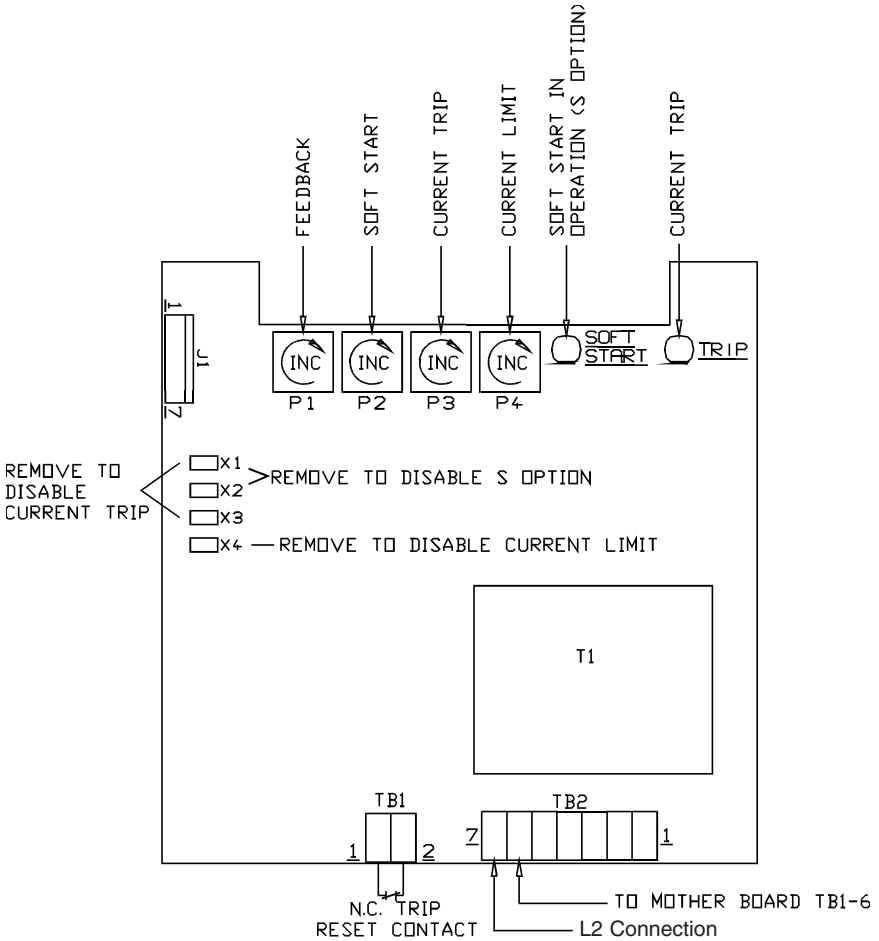 FEEDBACK
SOFT START
CURRENT TRIP
CURRENT LIMIT
SOFT START IN
OPERATION (S OPTION)
CURRENT TRIP
1
J1
7
INC
INC
INC
INC
P1
P2
P3
P4
SOFT
START
TRIP
REMOVE TO
DISABLE
CURRENT TRIP
X1
X2
X3
X4
REMOVE TO DISABLE S OPTION
REMOVE TO DISABLE CURRENT LIMIT
T1
TB1
1
2
TB2
7
1
N.C. TRIP
RESET CONTACT
TO MOTHER BOARD TB1-6
L2 Connection